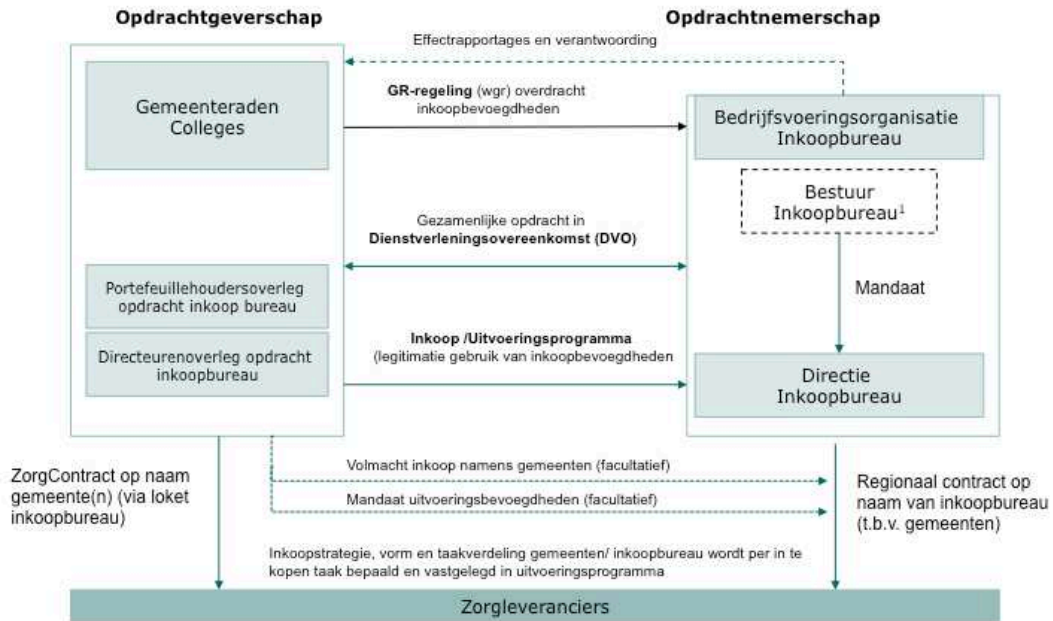 Opdrachtgeverschap
Opdrachtnemerschap
Effectrapportages en verantwoording
Gemeenteraden
Colleges
GR-regeling (wgr) overdracht
inkoopbevoegdheden
Bedrijfsvoeringsorganisatie
Inkoopbureau
Bestuur
Inkoopbureau¹
Gezamenlijke opdracht in
Dienstverleningsovereenkomst (DVO)
Mandaat
Portefeuillehoudersoverleg
opdracht inkoop bureau
Directeurenoverleg opdracht
inkoopbureau
Inkoop /Uitvoeringsprogramma
(legitimatie gebruik van inkoopbevoegdheden
Directie
Inkoopbureau
ZorgContract op naam
gemeente(n) (via loket
inkoopbureau)
Volmacht inkoop namens gemeenten (facultatief)
Mandaat uitvoeringsbevoegdheden (facultatief)
Regionaal contract op
naam van inkoopbureau
(t.b.v. gemeenten)
Inkoopstrategie, vorm en taakverdeling gemeenten/ inkoopbureau wordt per in te
kopen taak bepaald en vastgelegd in uitvoeringsprogramma
Zorgleveranciers